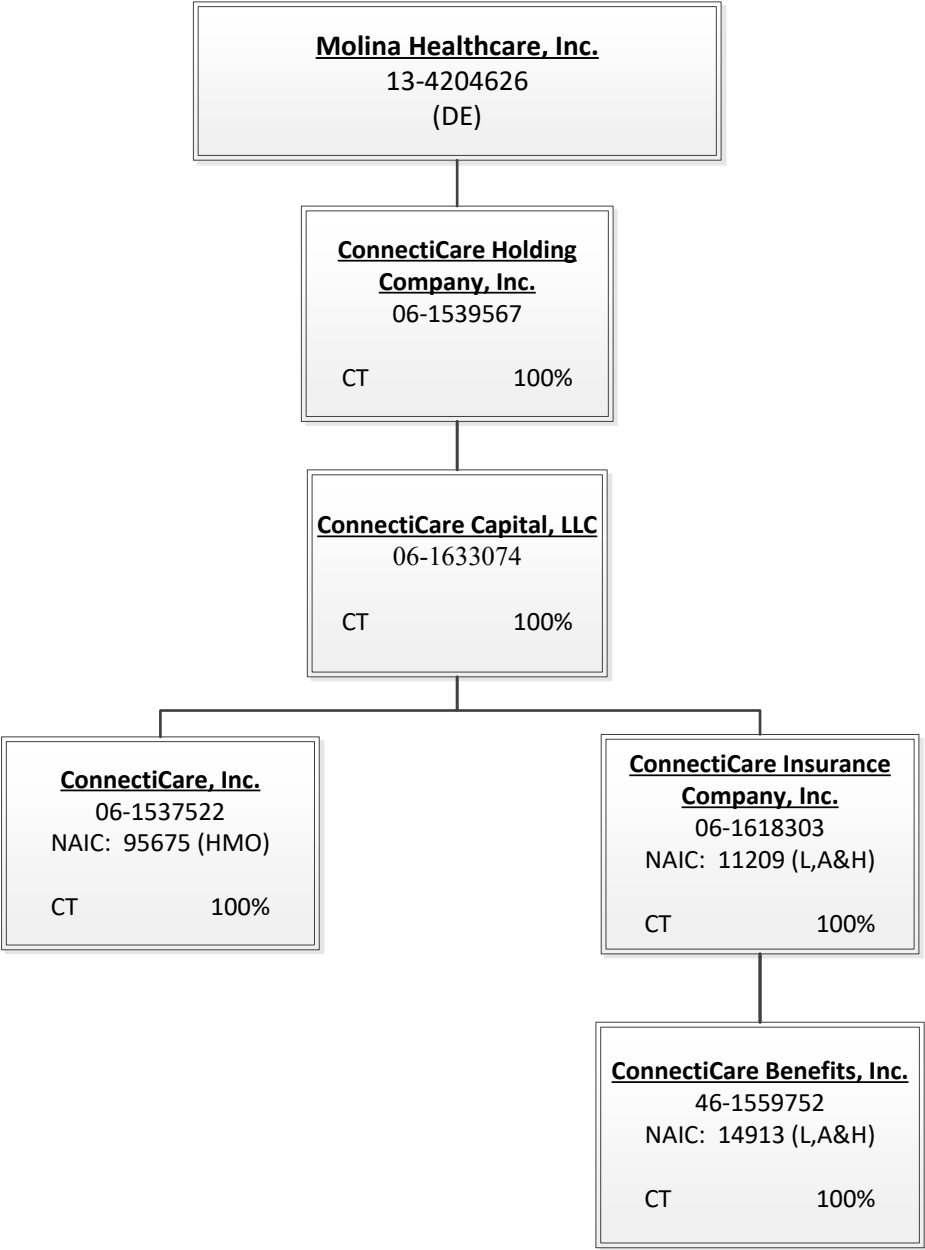 Molina Healthcare, Inc.
13-4204626
(DE)
ConnectiCare Holding
Company, Inc.
06-1539567
CT 100%
ConnectiCare Capital, LLC
06-1633074
CT 100%
ConnectiCare, Inc.
06-1537522
NAIC: 95675 (HMO)
CT 100%
ConnectiCare Insurance
Company, Inc.
06-1618303
NAIC: 11209 (L,A&H)
CT 100%
ConnectiCare Benefits, Inc.
46-1559752
NAIC: 14913 (L,A&H)
CT 100%